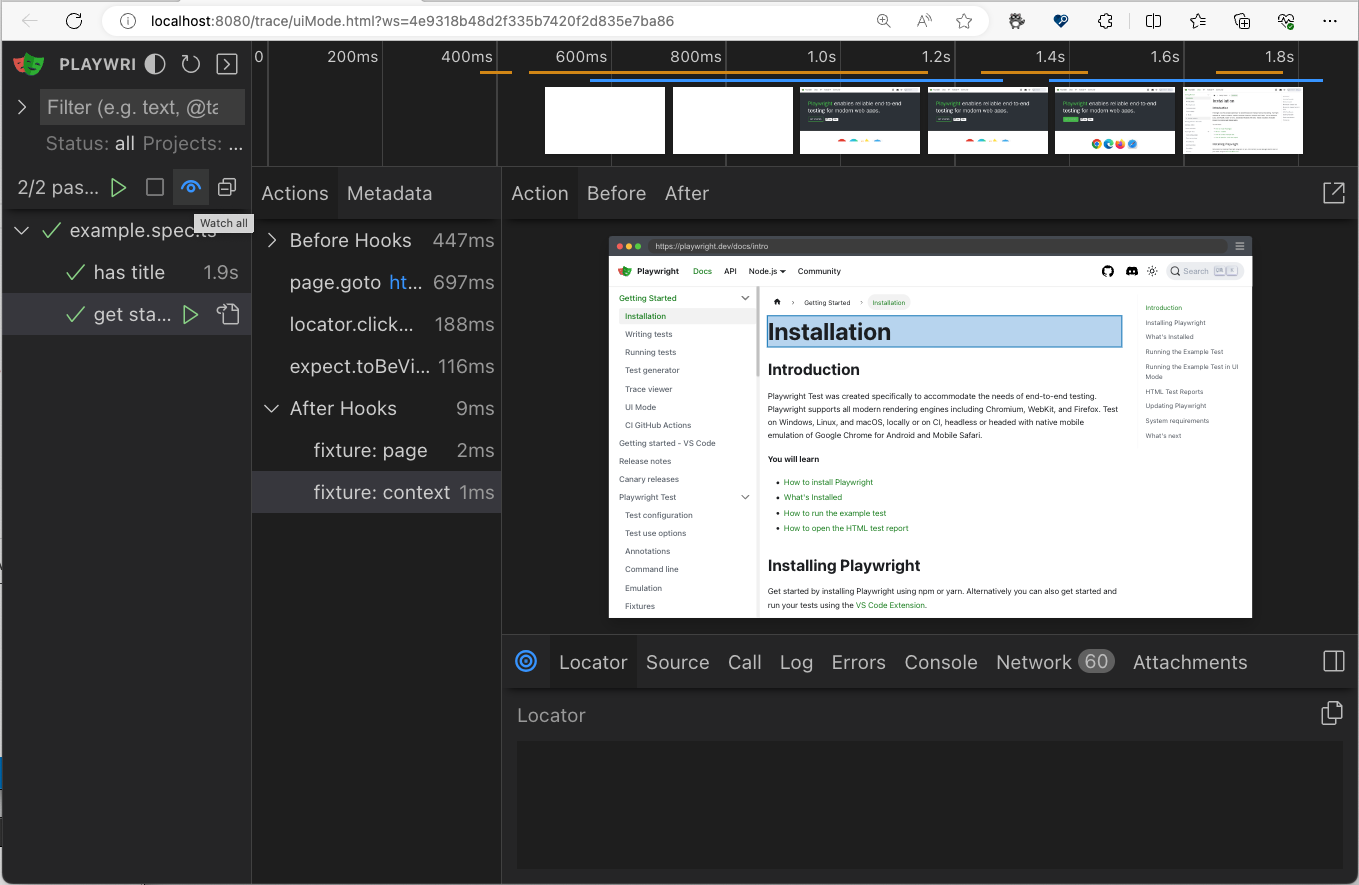 localhost:8080/trace/uiMode.html?ws=4e9318b48d2f335b7420f2d835e7ba86
PLAYWRI
Filter (e.g. text, @ta
Status: all Projects: ...
2/2 pas...
Watch all
example.spec.ts
has title 1.9s
get sta...
0 200ms 400ms 600ms 800ms 1.0s 1.2s 1.4s 1.6s 1.8s
Playwright enables reliable end-to-end
testing for modern web apps.
Playwright enables reliable end-to-end
testing for modern web apps.
Playwright enables reliable end-to-end
testing for modern web apps.
Installation
Actions Metadata
Before Hooks 447ms
page.goto ht... 697ms
locator.click... 188ms
expect.toBeVi... 116ms
After Hooks 9ms
fixture: page 2ms
fixture: context 1ms
Action Before After
https://playwright.dev/docs/intro
Playwright Docs API Node.js Community Search
Getting Started
Installation
Writing tests
Running tests
Test generator
Trace viewer
UI Mode
CI GitHub Actions
Getting started - VS Code
Release notes
Canary releases
Playwright Test
Test configuration
Test use options
Annotations
Command line
Emulation
Fixtures
Getting Started Installation
Installation
Introduction
Playwright Test was created specifically to accommodate the needs of end-to-end testing.
Playwright supports all modern rendering engines including Chromium, WebKit, and Firefox. Test
on Windows, Linux, and macOS, locally or on CI, headless or headed with native mobile
emulation of Google Chrome for Android and Mobile Safari.
You will learn
• How to install Playwright
• What's Installed
• How to run the example test
• How to open the HTML test report
Installing Playwright
Get started by installing Playwright using npm or yarn. Alternatively you can also get started and
run your tests using the VS Code Extension.
Introduction
Installing Playwright
What's Installed
Running the Example Test
Running the Example Test in UI
Mode
HTML Test Reports
Updating Playwright
System requirements
What's next
Locator Source Call Log Errors Console Network 60 Attachments
Locator